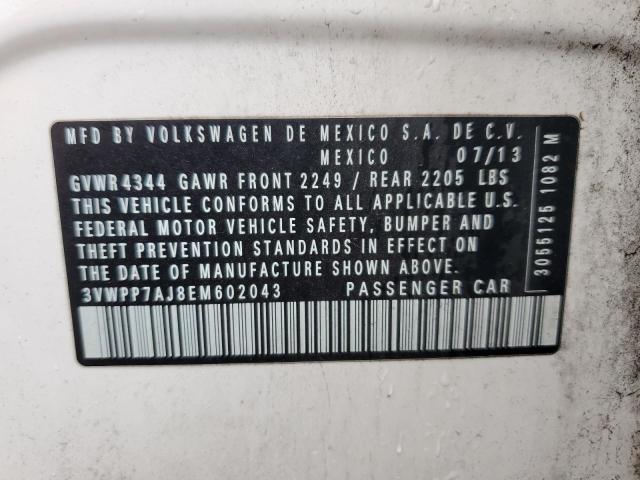 MFD BY VOLKSWAGEN DE MEXICO S.A. DE C.V.
MEXICO 07/13
GVWR 4344 GAWR FRONT 2249 / REAR 2205 LBS
THIS VEHICLE CONFORMS TO ALL APPLICABLE U.S.
FEDERAL MOTOR VEHICLE SAFETY, BUMPER AND
THEFT PREVENTION STANDARDS IN EFFECT ON
THE DATE OF MANUFACTURE SHOWN ABOVE.
3VWPP7AJ8EM602043 PASSENGER CAR
3055125 1082 M